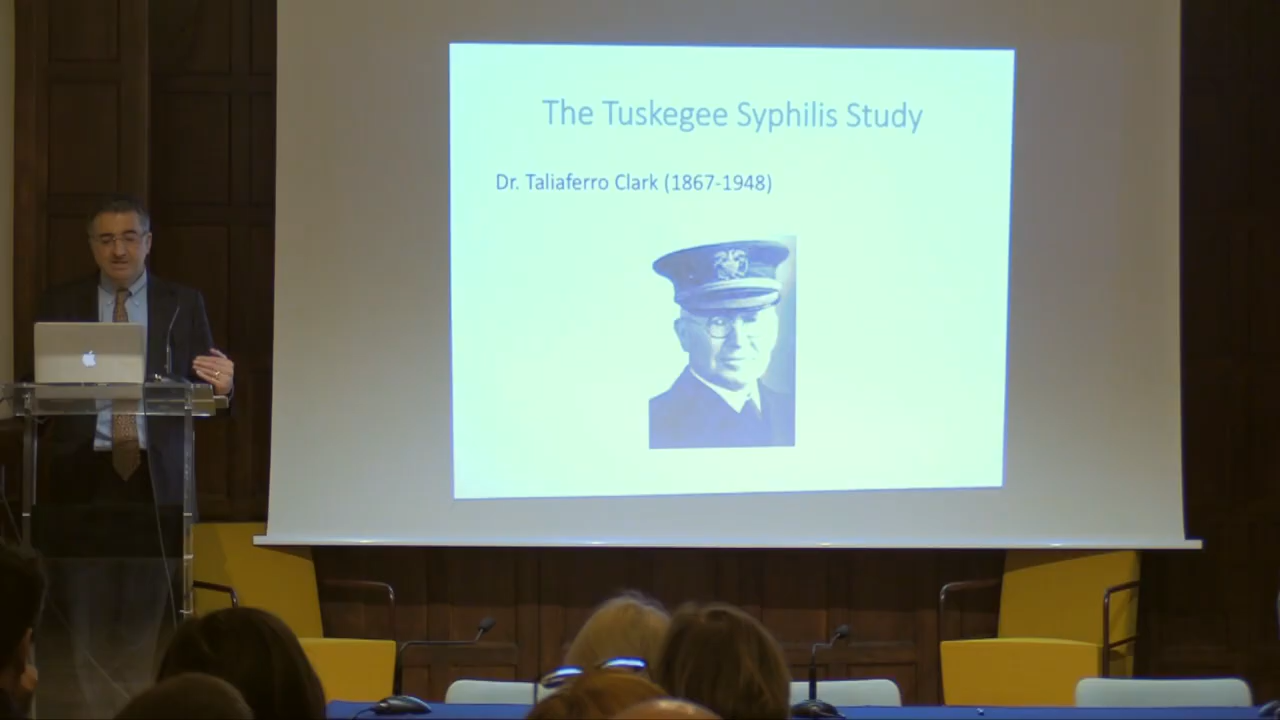 The Tuskegee Syphilis Study
Dr. Taliaferro Clark (1867-1948)